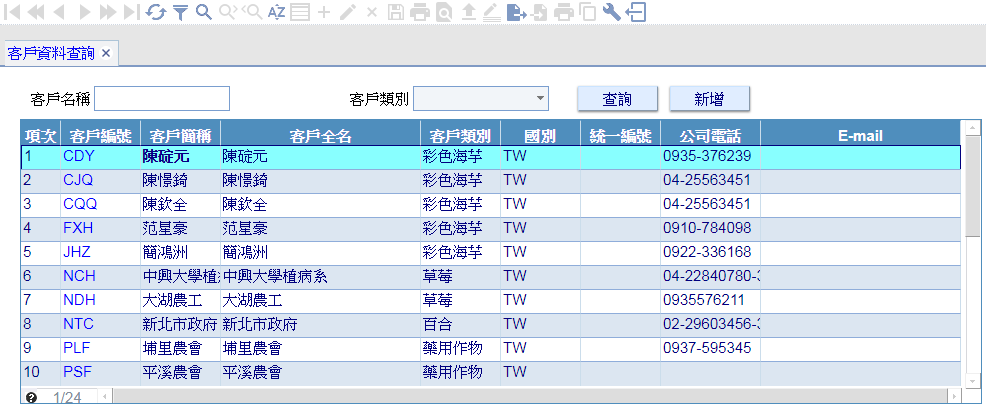 客戶資料查詢 ×
客戶名稱 客戶類別 查詢 新增
項次 客戶編號 客戶簡稱 客戶全名 客戶類別 國別 統一編號 公司電話 E-mail
1 CDY 陳碇元 陳碇元 彩色海芋 TW 0935-376239
2 CJQ 陳憬錡 陳憬錡 彩色海芋 TW 04-25563451
3 CQQ 陳欽全 陳欽全 彩色海芋 TW 04-25563451
4 FXH 范星豪 范星豪 彩色海芋 TW 0910-784098
5 JHZ 簡鴻洲 簡鴻洲 彩色海芋 TW 0922-336168
6 NCH 中興大學植 中興大學植病系 草莓 TW 04-22840780-3
7 NDH 大湖農工 大湖農工 草莓 TW 0935576211
8 NTC 新北市政府 新北市政府 百合 TW 02-29603456-3
9 PLF 埔里農會 埔里農會 藥用作物 TW 0937-595345
10 PSF 平溪農會 平溪農會 藥用作物 TW
1/24